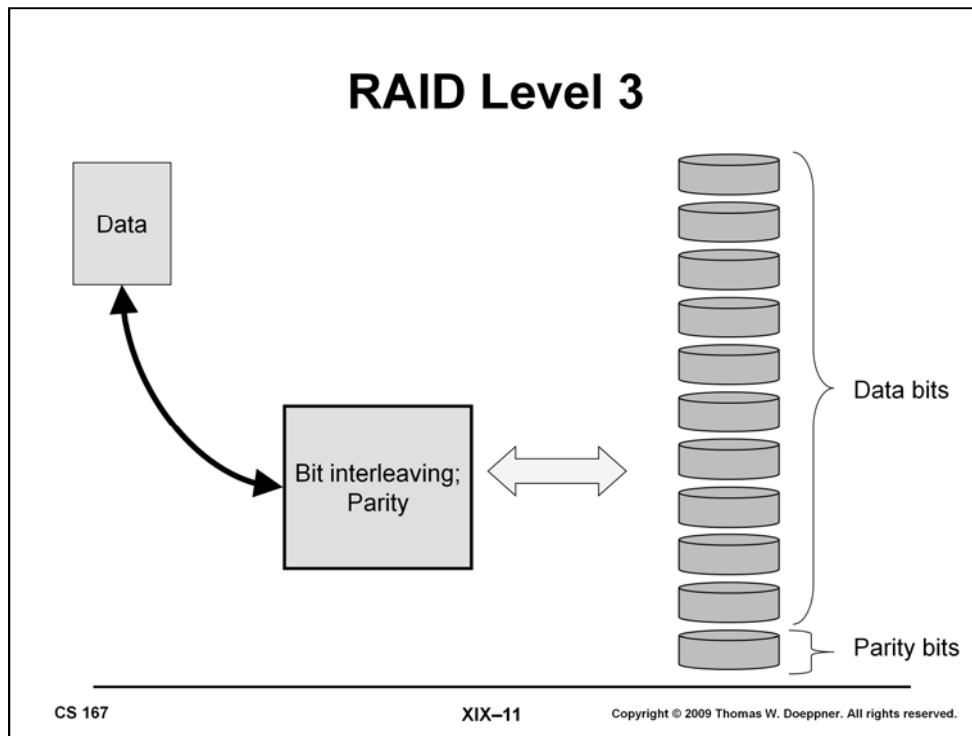 RAID Level 3
Data
Bit interleaving;
Parity
Data bits
Parity bits
CS 167
XIX–11
Copyright © 2009 Thomas W. Doeppner. All rights reserved.